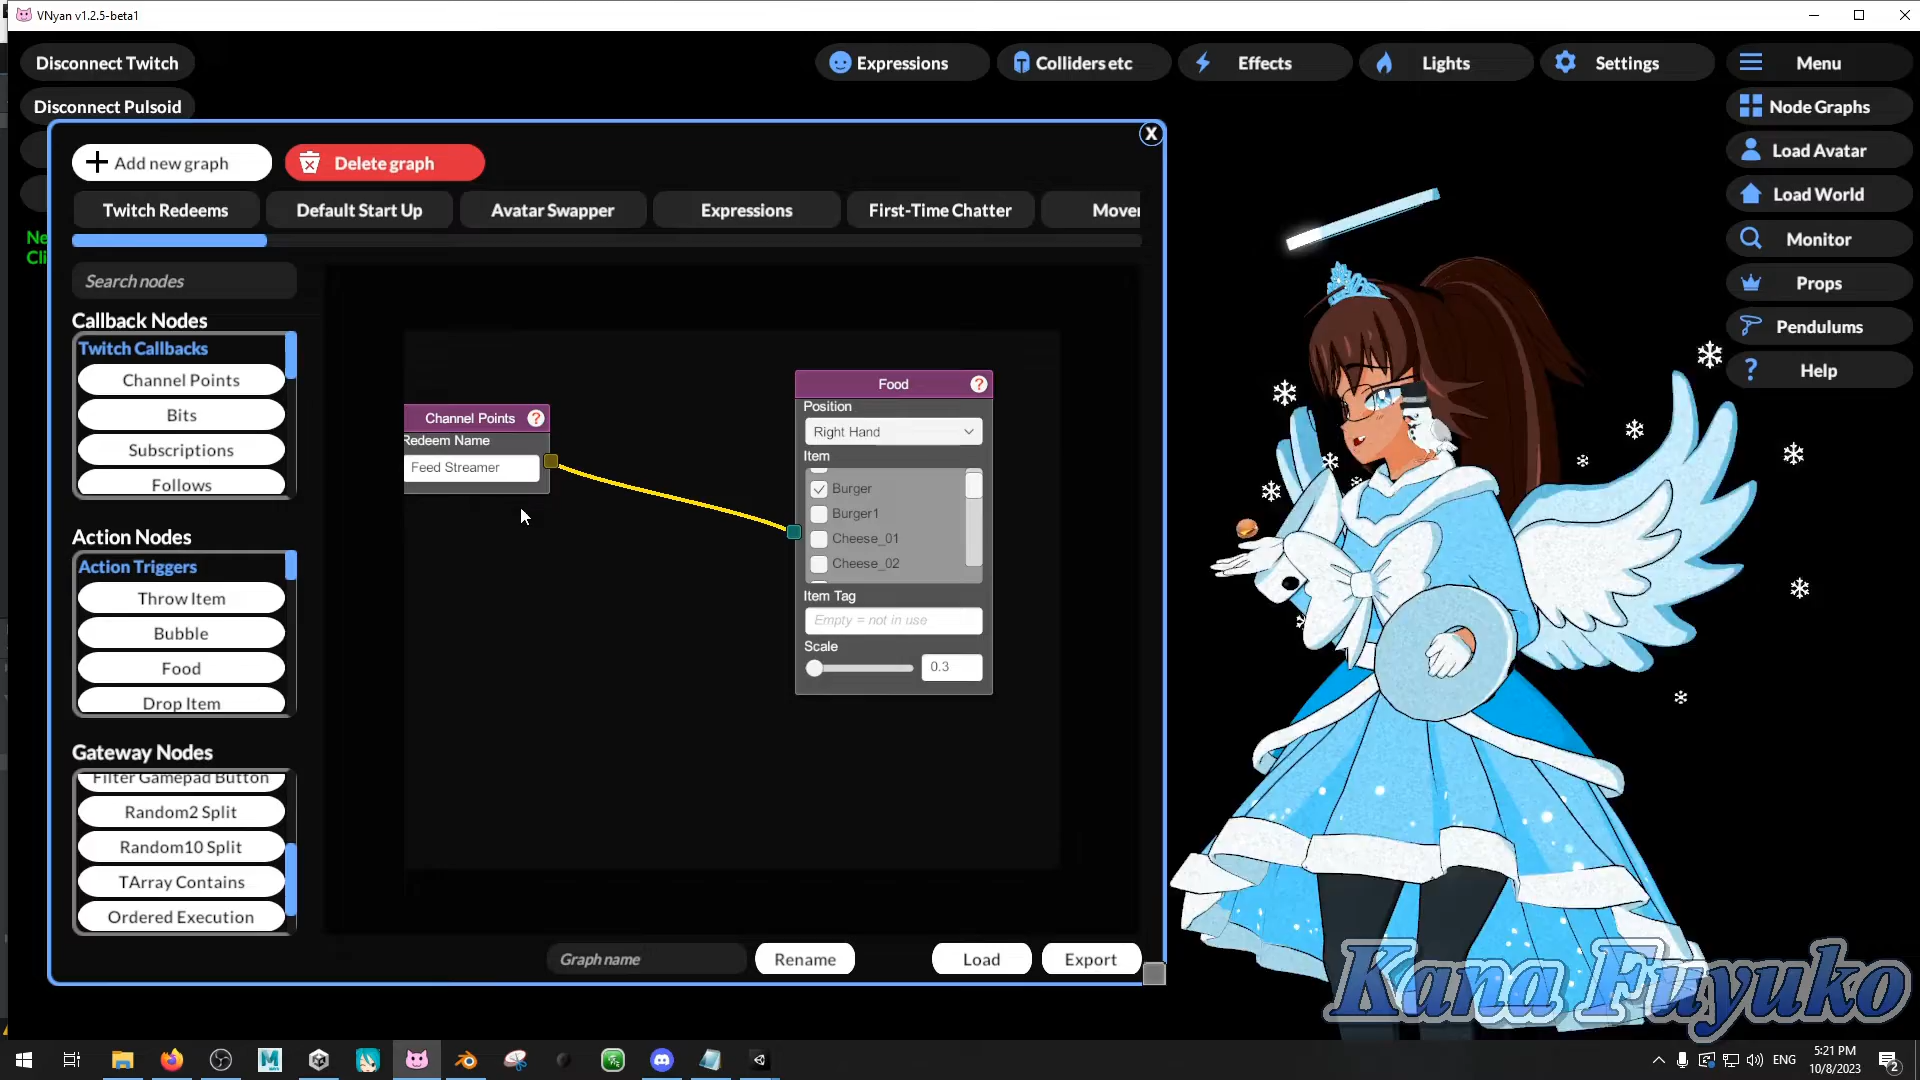 VNyan v1.2.5-beta1
Disconnect Twitch
Expressions
Colliders etc
Effects
Lights
Settings
Menu
Disconnect Pulsoid
Node Graphs
Load Avatar
Load World
Monitor
Props
Pendulums
Help
X
Add new graph
Delete graph
Twitch Redeems
Default Start Up
Avatar Swapper
Expressions
First-Time Chatter
Mover
Ne
Cli
Search nodes
Callback Nodes
Twitch Callbacks
Channel Points
Bits
Subscriptions
Follows
Action Nodes
Action Triggers
Throw Item
Bubble
Food
Drop Item
Gateway Nodes
Filter Gamepad Button
Random2 Split
Random10 Split
TArray Contains
Ordered Execution
Channel Points ?
Redeem Name
Feed Streamer
Food ?
Position
Right Hand
Item
Burger
Burger1
Cheese_01
Cheese_02
Item Tag
Empty = not in use
Scale
0.3
Graph name
Rename
Load
Export
Kana Fuyuko
ENG
5:21 PM
10/8/2023
2